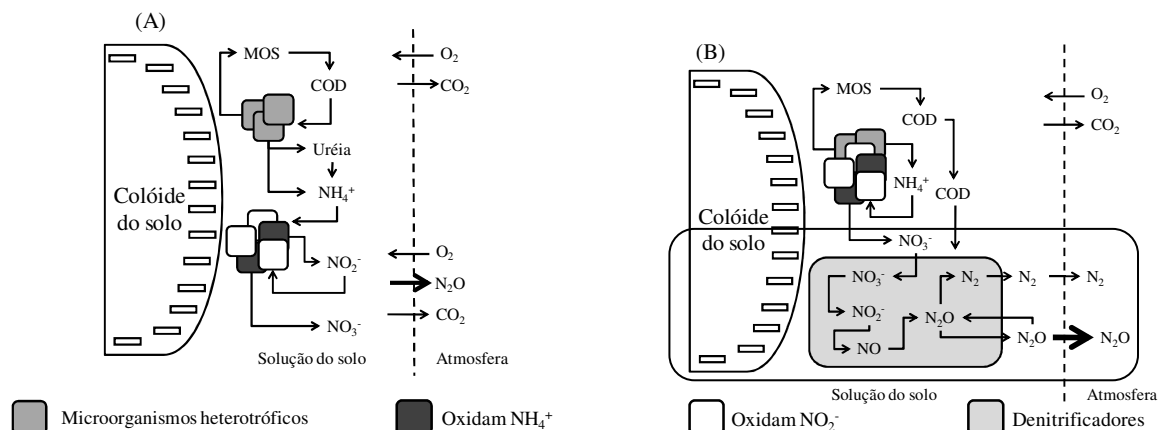 (A)
MOS
COD
Uréia
NH₄⁺
NO₂⁻
NO₃⁻
O₂
CO₂
O₂
N₂O
CO₂
Colóide
do solo
Solução do solo
Atmosfera
(B)
MOS
COD
COD
NH₄⁺
NO₃⁻
O₂
CO₂
Colóide
do solo
NO₃⁻
NO₂⁻
NO
N₂O
N₂
N₂
N₂
N₂O
N₂O
Solução do solo
Atmosfera
Microorganismos heterotróficos
Oxidam NH₄⁺
Oxidam NO₂⁻
Denitrificadores